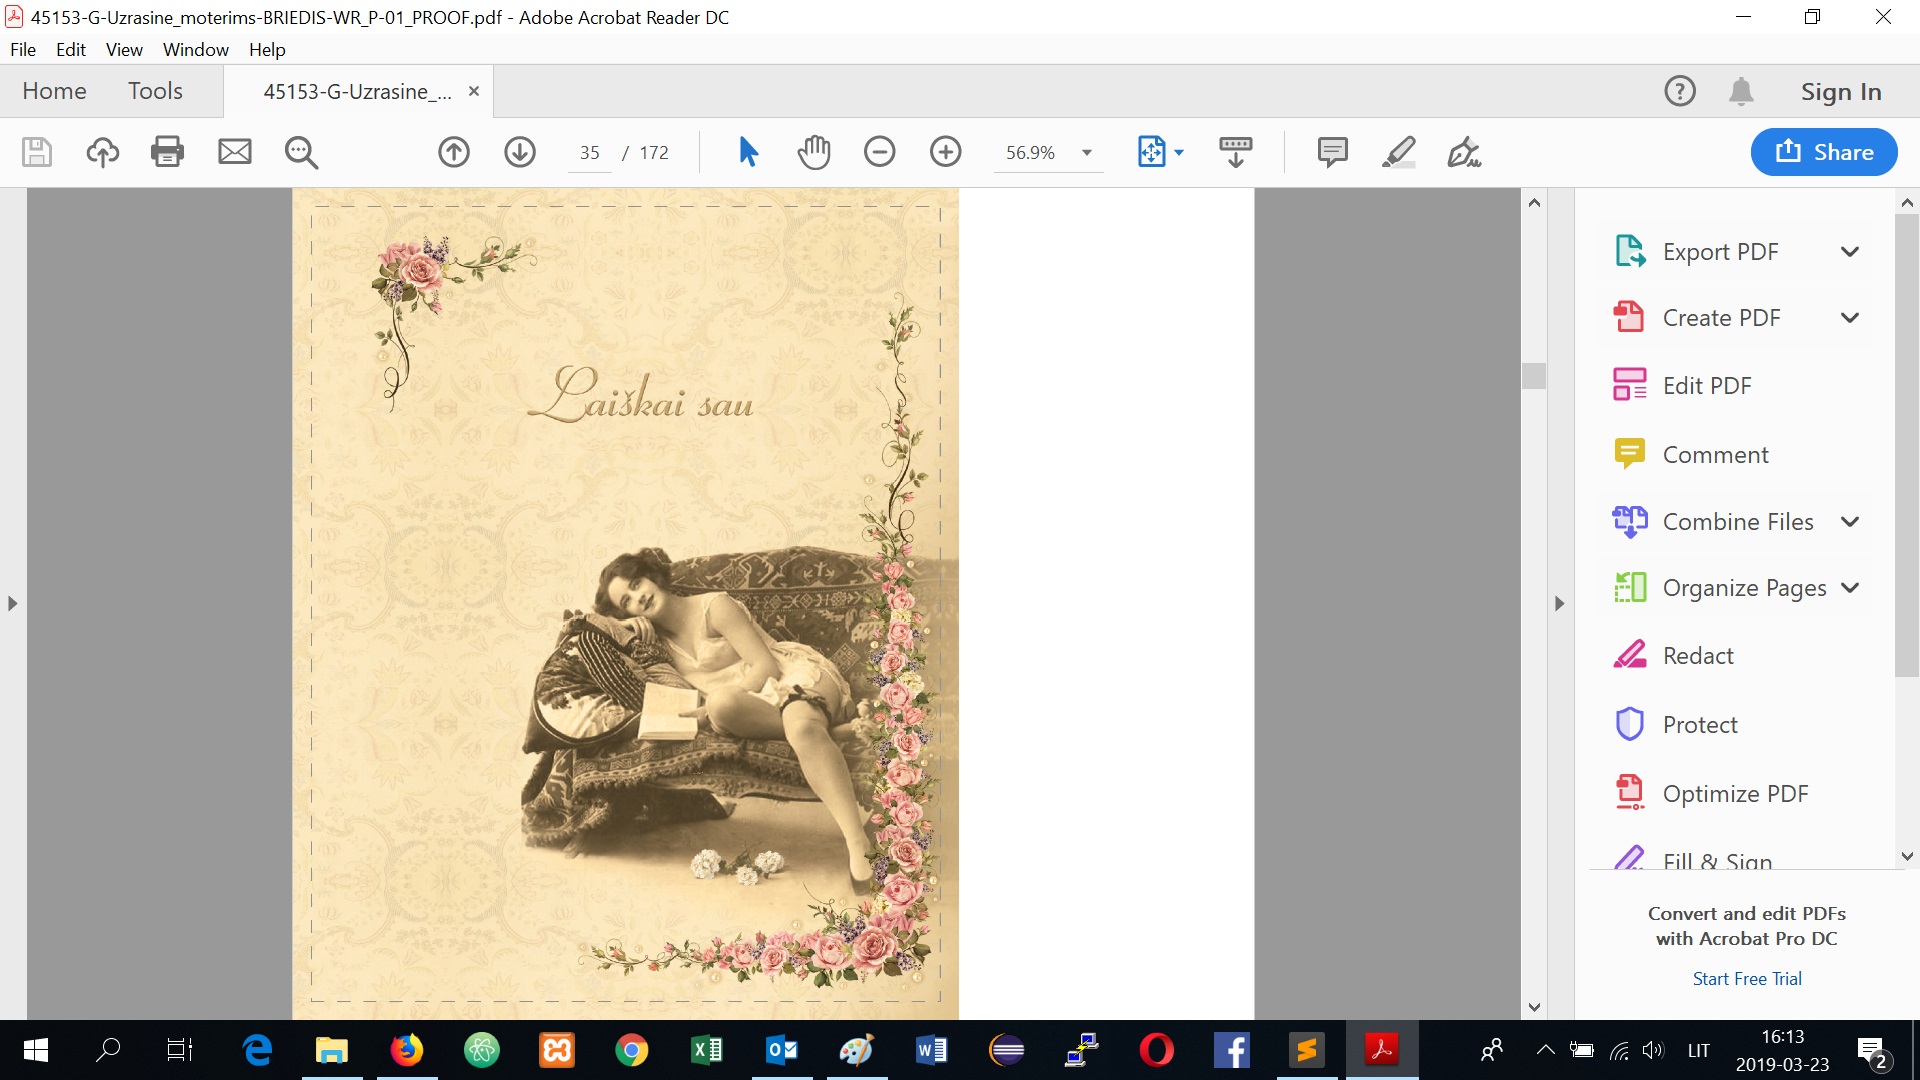 45153-G-Uzrasine_moterims-BRIEDIS-WR_P-01_PROOF.pdf - Adobe Acrobat Reader DC
File Edit View Window Help
Home Tools 45153-G-Uzrasine_... × Sign In
35 / 172 56.9% Share
Laiškai sau
Export PDF
Create PDF
Edit PDF
Comment
Combine Files
Organize Pages
Redact
Protect
Optimize PDF
Fill & Sign
Convert and edit PDFs
with Acrobat Pro DC
Start Free Trial
LIT
16:13
2019-03-23
2